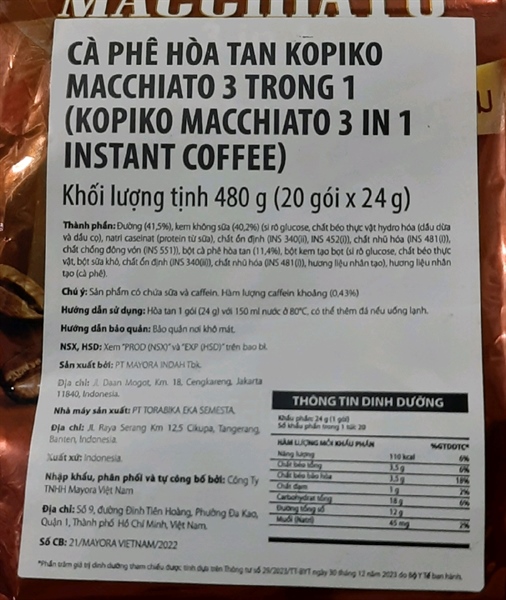 MACCHIATO
CÀ PHÊ HÒA TAN KOPIKO
MACCHIATO 3 TRONG 1
(KOPIKO MACCHIATO 3 IN 1
INSTANT COFFEE)
Khối lượng tịnh 480 g (20 gói x 24 g)
Thành phần: Đường (41,5%), kem không sữa (40,2%) (si rô glucose, chất béo thực vật hydro hóa (dầu dừa
và dầu cọ), natri caseinat (protein từ sữa), chất ổn định (INS 340(ii), INS 452(i)), chất nhũ hóa (INS 481(i)),
chất chống đông vón (INS 551)), bột cà phê hòa tan (11,4%), bột kem tạo bọt (si rô glucose, chất béo thực
vật, bột sữa khô, chất ổn định (INS 340(ii)), chất nhũ hóa (INS 481(i)), hương liệu nhân tạo), hương liệu nhân
tạo (cà phê).
Chú ý: Sản phẩm có chứa sữa và caffein. Hàm lượng caffein khoảng (0,43%)
Hướng dẫn sử dụng: Hòa tan 1 gói (24 g) với 150 ml nước ở 80°C, có thể thêm đá nếu uống lạnh.
Hướng dẫn bảo quản: Bảo quản nơi khô mát.
NSX, HSD: Xem "PROD (NSX)" và "EXP (HSD)" trên bao bì.
Sản xuất bởi: PT MAYORA INDAH Tbk.
Địa chỉ: Jl. Daan Mogot, Km. 18, Cengkareng, Jakarta
11840, Indonesia.
Nhà máy sản xuất: PT TORABIKA EKA SEMESTA.
Địa chỉ: JL. Raya Serang Km 12.5 Cikupa, Tangerang,
Banten, Indonesia.
Xuất xứ: Indonesia.
Nhập khẩu, phân phối và tự công bố bởi: Công Ty
TNHH Mayora Việt Nam
Địa chỉ: Số 9, đường Đinh Tiên Hoàng, Phường Đa Kao,
Quận 1, Thành phố Hồ Chí Minh, Việt Nam.
Số CB: 21/MAYORA VIETNAM/2022
THÔNG TIN DINH DƯỠNG
Khẩu phần: 24 g (1 gói)
Số khẩu phần trong 1 túi: 20
HÀM LƯỢNG MỖI KHẨU PHẦN %GTDDTC*
Năng lượng 110 kcal 6%
Chất béo tổng 3,5 g 6%
Chất béo bão hòa 3,5 g 18%
Chất đạm 1 g 2%
Carbohydrat tổng 18 g 6%
Đường tổng số 12 g
Muối (Natri) 45 mg 2%
*Phần trăm giá trị dinh dưỡng tham chiếu được tính dựa trên Thông tư số 29/2023/TT-BYT ngày 30 tháng 12 năm 2023 do Bộ Y Tế ban hành.